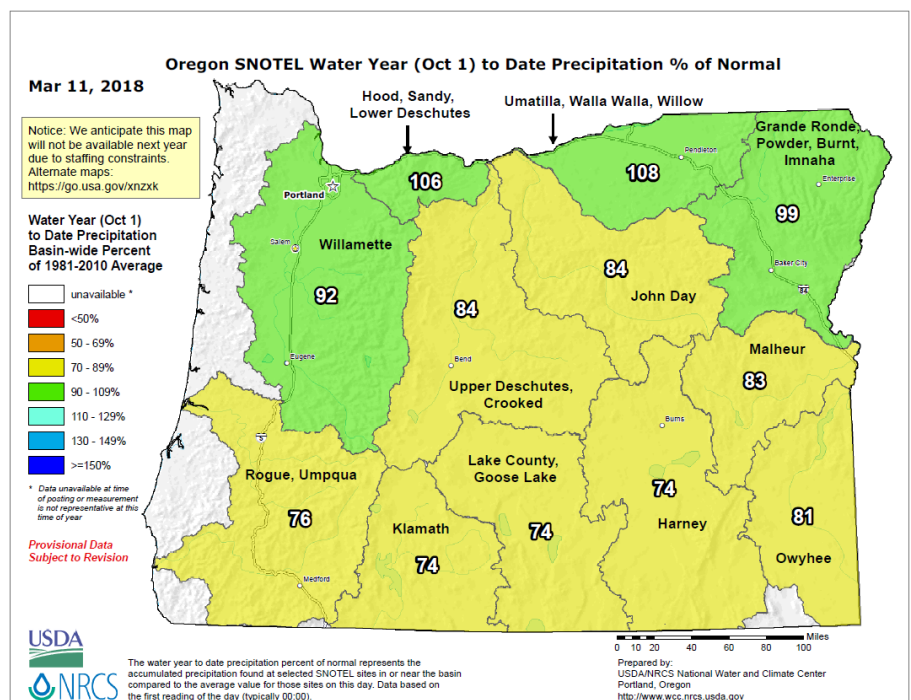 Oregon SNOTEL Water Year (Oct 1) to Date Precipitation % of Normal
Mar 11, 2018
Hood, Sandy,
Lower Deschutes
Umatilla, Walla Walla, Willow
Notice: We anticipate this map
will not be available next year
due to staffing constraints.
Alternate maps:
https://go.usa.gov/xnzxk
Grande Ronde,
Powder, Burnt,
Imnaha
Pendleton
Enterprise
Portland
106
108
99
Water Year (Oct 1)
to Date Precipitation
Basin-wide Percent
of 1981-2010 Average
Salem
Willamette
92
84
84
John Day
Baker City
84
unavailable *
<50%
50 - 69%
70 - 89%
90 - 109%
110 - 129%
130 - 149%
>=150%
Eugene
Bend
Upper Deschutes,
Crooked
Malheur
83
Burns
5
Rogue, Umpqua
76
Lake County,
Goose Lake
74
Klamath
74
74
Harney
81
Owyhee
Medford
* Data unavailable at time
of posting or measurement
is not representative at this
time of year
Provisional Data
Subject to Revision
Miles
0 10 20 40 60 80 100
USDA
NRCS
The water year to date precipitation percent of normal represents the
accumulated precipitation found at selected SNOTEL sites in or near the basin
compared to the average value for those sites on this day. Data based on
the first reading of the day (typically 00:00).
Prepared by:
USDA/NRCS National Water and Climate Center
Portland, Oregon
http://www.wcc.nrcs.usda.gov